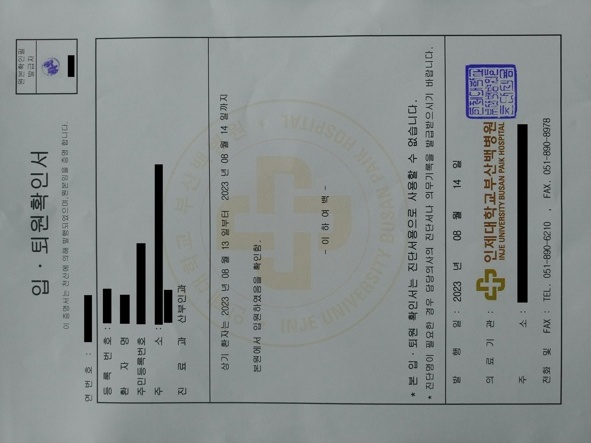 원본확인필
발급자
입 · 퇴원확인서
이 증명서는 전산에 의해 발행되었으며 원본임을 증명 합니다.
연 번호 :
등 록 번 호 :
환 자 명 :
주민등록번호 :
주 소 :
진 료 과 산부인과
상기 환자는 2023 년 08 월 13 일부터 2023 년 08 월 14 일까지
본원에서 입원하였음을 확인함.
- 이 하 여 백 -
* 본 입 · 퇴원 확인서는 진단서용으로 사용할 수 없습니다.
* 진단명이 필요한 경우 담당의사의 진단서나 의무기록을 발급받으시기 바랍니다.
발 행 일 : 2023 년 08 월 14 일
의 료 기 관 : 인제대학교부산백병원
INJE UNIVERSITY BUSAN PAIK HOSPITAL
주 소 :
전화 및 FAX : TEL. 051-890-6210 , FAX. 051-890-8978
INJE UNIVERSITY BUSAN PAIK HOSPITAL